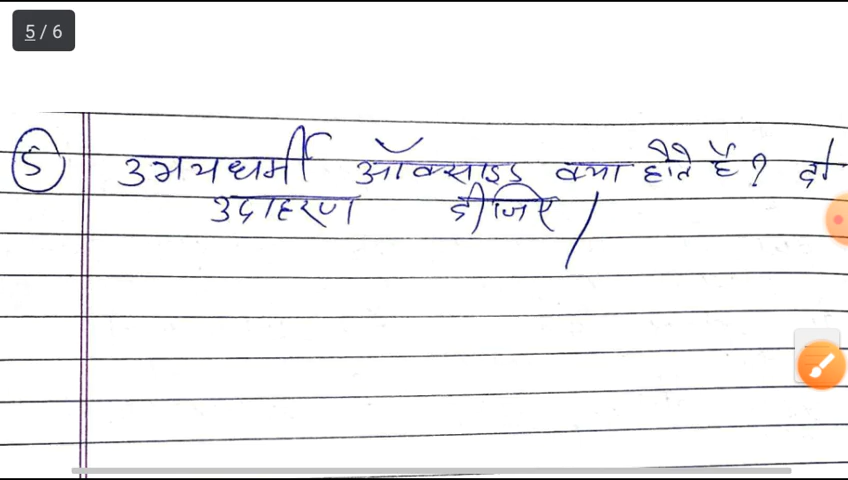 5/6
5 उभयधर्मी ऑक्साइड क्या होते है? दो
उदाहरण दीजिए /